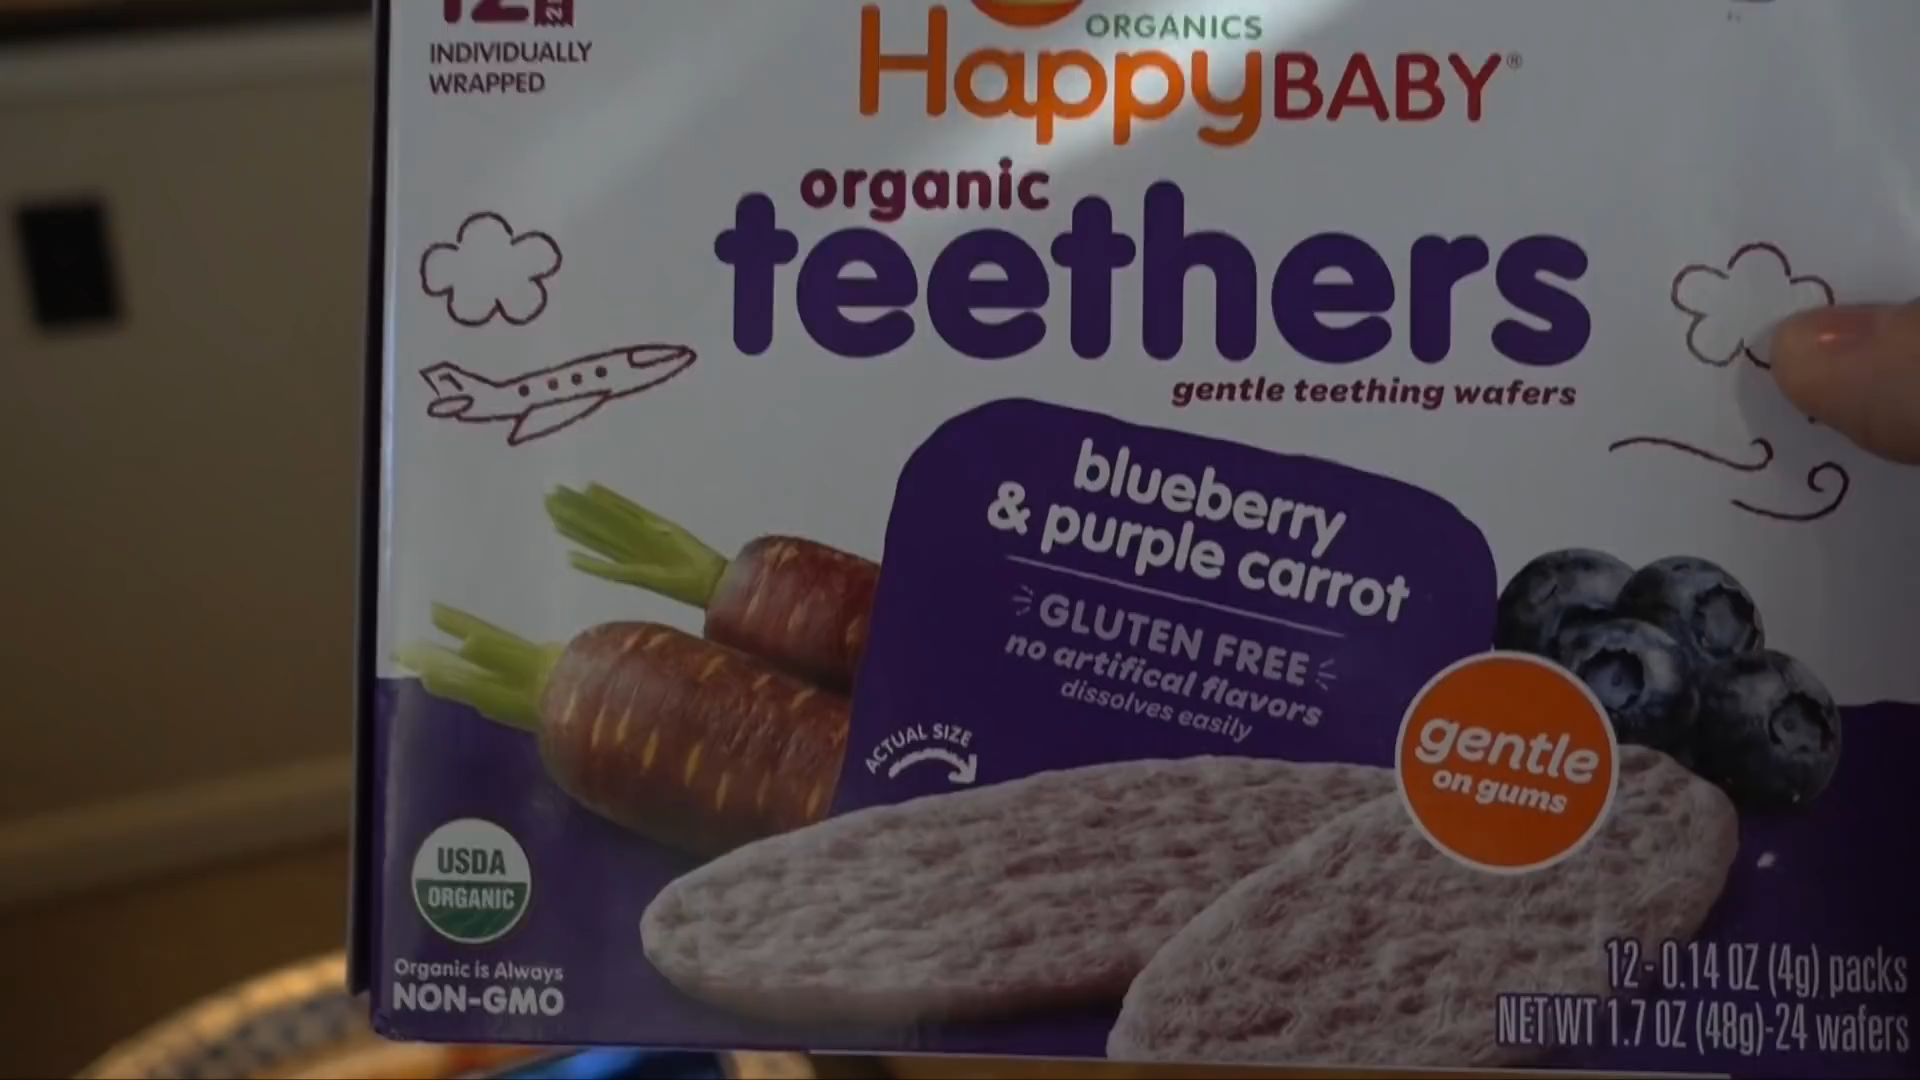 12
INDIVIDUALLY
WRAPPED
ORGANICS
HappyBABY®
organic
teethers
gentle teething wafers
blueberry
& purple carrot
GLUTEN FREE
no artifical flavors
dissolves easily
ACTUAL SIZE
gentle
on gums
USDA
ORGANIC
Organic is Always
NON-GMO
12-0.14 OZ (4g) packs
NET WT 1.7 OZ (48g)-24 wafers